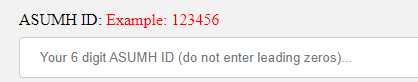 ASUMH ID: Example: 123456
Your 6 digit ASUMH ID (do not enter leading zeros)...